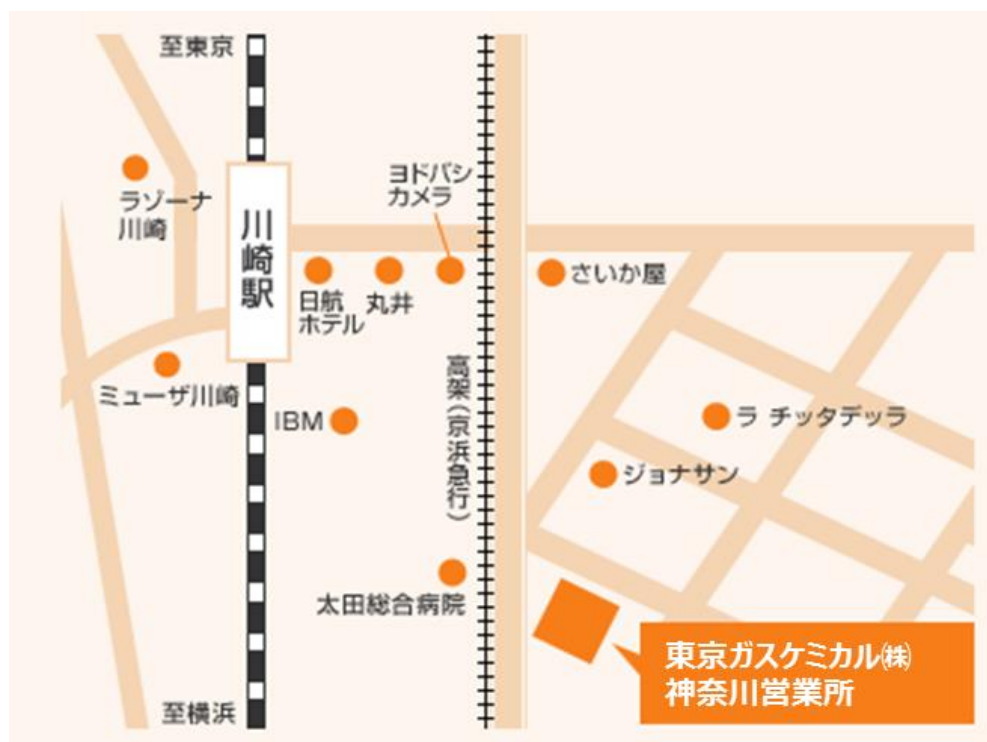 至東京
ラゾーナ
川崎
川崎駅
ヨドバシ
カメラ
日航
ホテル
丸井
さいか屋
ミューザ川崎
IBM
高架(京浜急行)
ラ チッタデッラ
ジョナサン
太田総合病院
東京ガスケミカル㈱
神奈川営業所
至横浜